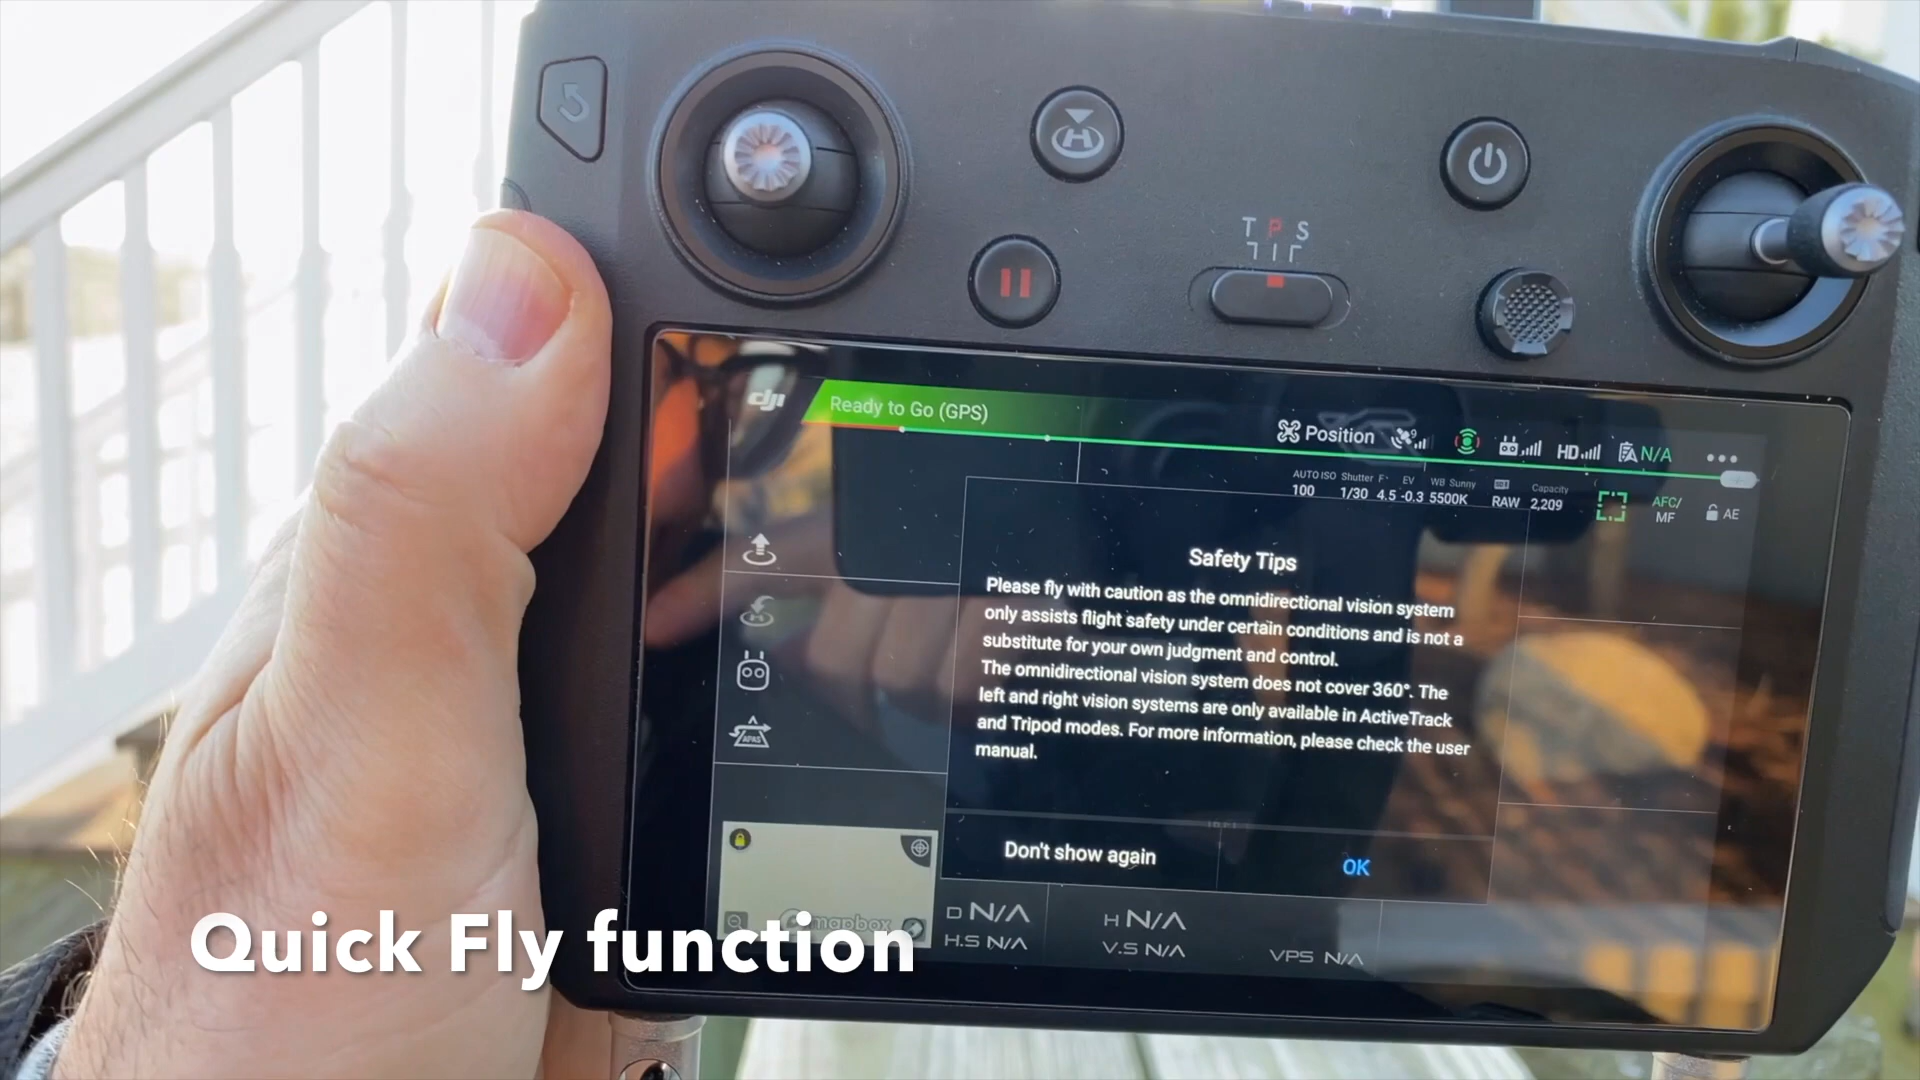 T P S
dji
Ready to Go (GPS)
Position
9
HD
N/A
AUTO ISO Shutter F EV WB Sunny Capacity
100 1/30 4.5 -0.3 5500K RAW 2,209
AFC/
MF
AE
Safety Tips
Please fly with caution as the omnidirectional vision system
only assists flight safety under certain conditions and is not a
substitute for your own judgment and control.
The omnidirectional vision system does not cover 360°. The
left and right vision systems are only available in ActiveTrack
and Tripod modes. For more information, please check the user
manual.
APAS
Don't show again
OK
mapbox
D N/A
H N/A
H.S N/A
V.S N/A
VPS N/A
Quick Fly function